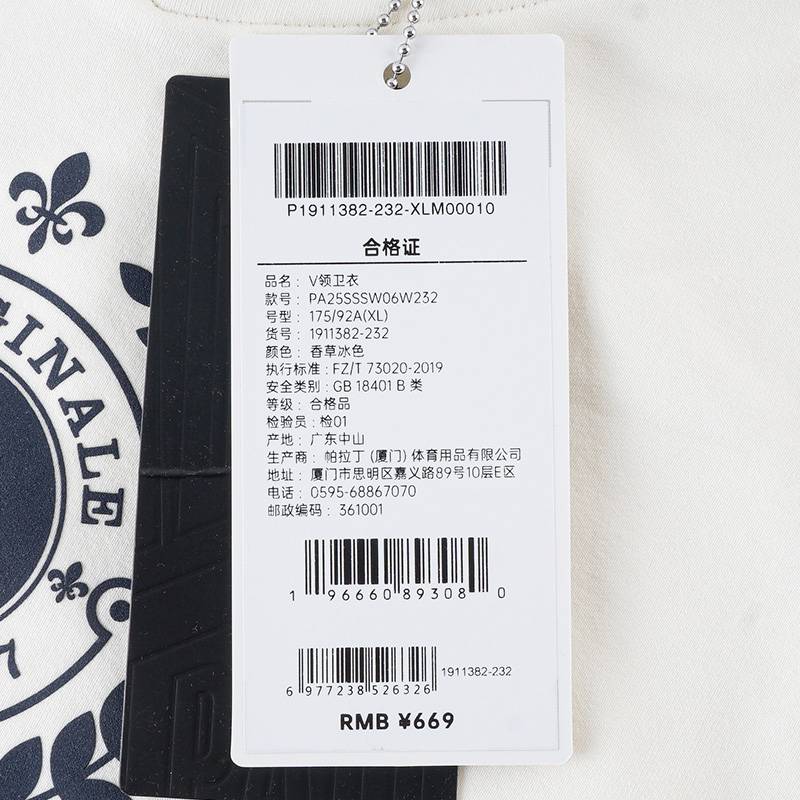 P1911382-232-XLM00010
合格证
品名: V领卫衣
款号: PA25SSSW06W232
号型: 175/92A(XL)
货号: 1911382-232
颜色: 香草冰色
执行标准: FZ/T 73020-2019
安全类别: GB 18401 B 类
等级: 合格品
检验员: 检01
产地: 广东中山
生产商: 帕拉丁 (厦门) 体育用品有限公司
地址: 厦门市思明区嘉义路89号10层E区
电话: 0595-68867070
邮政编码: 361001
1 96660 89308 0
1911382-232
6 977238 526326
RMB ¥669
GINALE
7